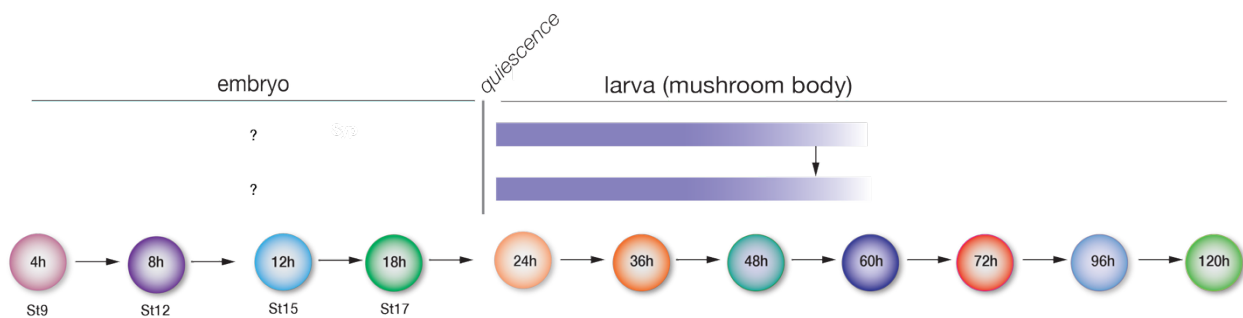 quiescence
embryo
larva (mushroom body)
?
?
4h
8h
12h
18h
24h
36h
48h
60h
72h
96h
120h
St9
St12
St15
St17